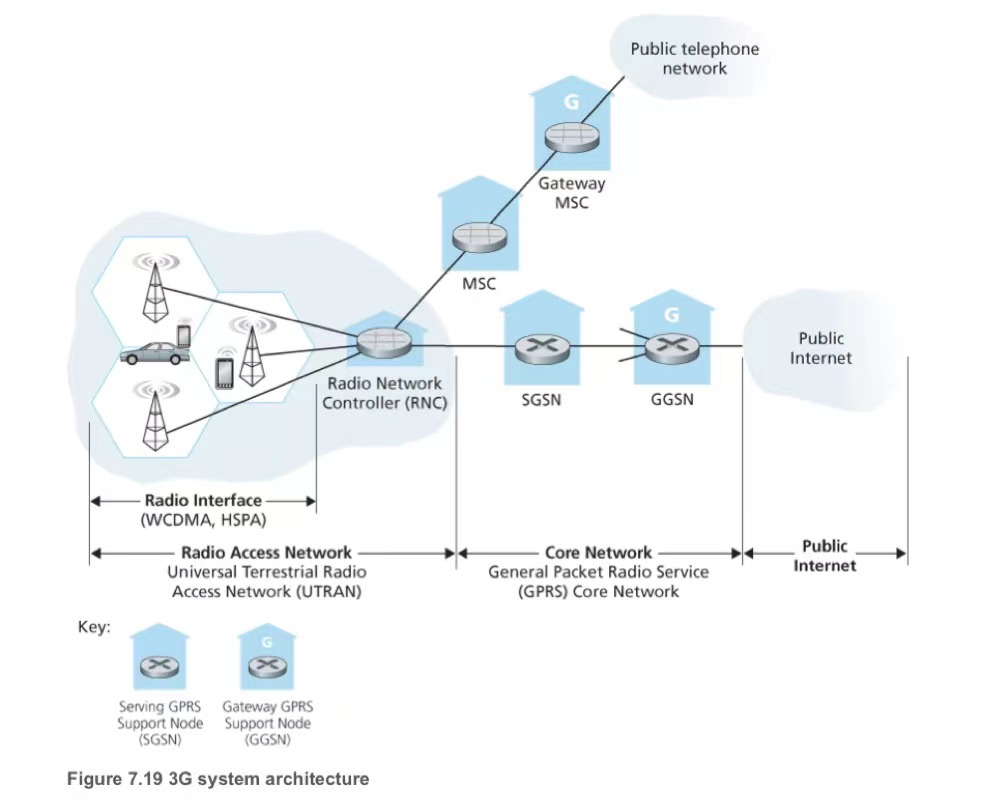 Public telephone
network
G
Gateway
MSC
MSC
G
Public
Internet
Radio Network
Controller (RNC)
SGSN
GGSN
Radio Interface
(WCDMA, HSPA)
Radio Access Network
Universal Terrestrial Radio
Access Network (UTRAN)
Core Network
General Packet Radio Service
(GPRS) Core Network
Public
Internet
Key:
G
Serving GPRS
Support Node
(SGSN)
Gateway GPRS
Support Node
(GGSN)
Figure 7.19 3G system architecture